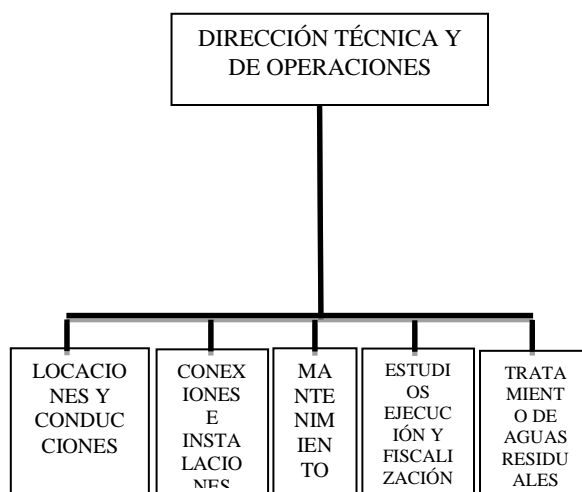 DIRECCIÓN TÉCNICA Y
DE OPERACIONES
LOCACIO
NES Y
CONDUC
CIONES
CONEX
IONES
E
INSTA
LACIO
NES
MA
NTE
NIM
IEN
TO
ESTUDI
OS
EJECUC
IÓN Y
FISCALI
ZACIÓN
TRATA
MIENT
O DE
AGUAS
RESIDU
ALES